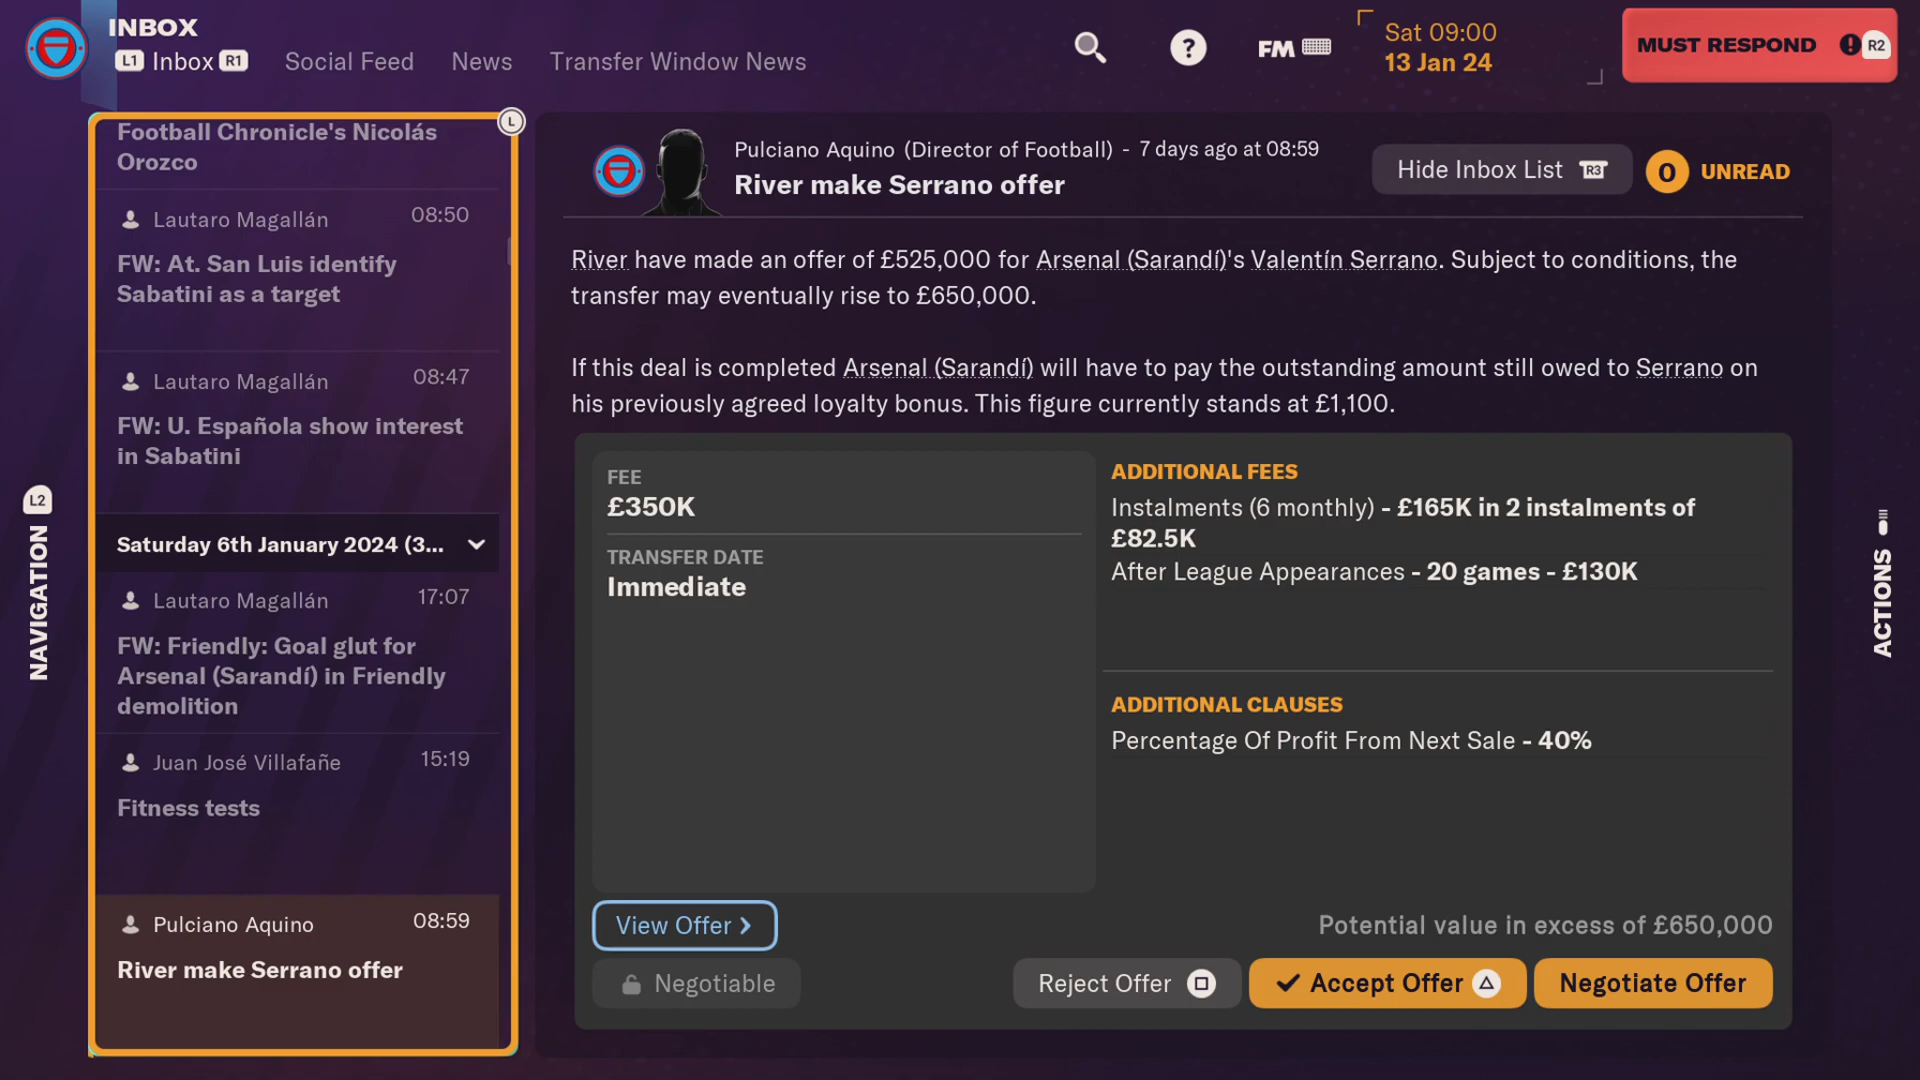 INBOX
L1 Inbox R1 Social Feed News Transfer Window News
?
FM
Sat 09:00
13 Jan 24
MUST RESPOND ! R2
L2 NAVIGATION
L
Football Chronicle's Nicolás
Orozco
Lautaro Magallán 08:50
FW: At. San Luis identify
Sabatini as a target
Lautaro Magallán 08:47
FW: U. Española show interest
in Sabatini
Saturday 6th January 2024 (3...
Lautaro Magallán 17:07
FW: Friendly: Goal glut for
Arsenal (Sarandí) in Friendly
demolition
Juan José Villafañe 15:19
Fitness tests
Pulciano Aquino 08:59
River make Serrano offer
Pulciano Aquino (Director of Football) - 7 days ago at 08:59
River make Serrano offer
Hide Inbox List R3
0 UNREAD
River have made an offer of £525,000 for Arsenal (Sarandí)'s Valentín Serrano. Subject to conditions, the
transfer may eventually rise to £650,000.
If this deal is completed Arsenal (Sarandí) will have to pay the outstanding amount still owed to Serrano on
his previously agreed loyalty bonus. This figure currently stands at £1,100.
FEE
£350K
TRANSFER DATE
Immediate
ADDITIONAL FEES
Instalments (6 monthly) - £165K in 2 instalments of
£82.5K
After League Appearances - 20 games - £130K
ADDITIONAL CLAUSES
Percentage Of Profit From Next Sale - 40%
View Offer
Potential value in excess of £650,000
Negotiable
Reject Offer
Accept Offer
Negotiate Offer
ACTIONS